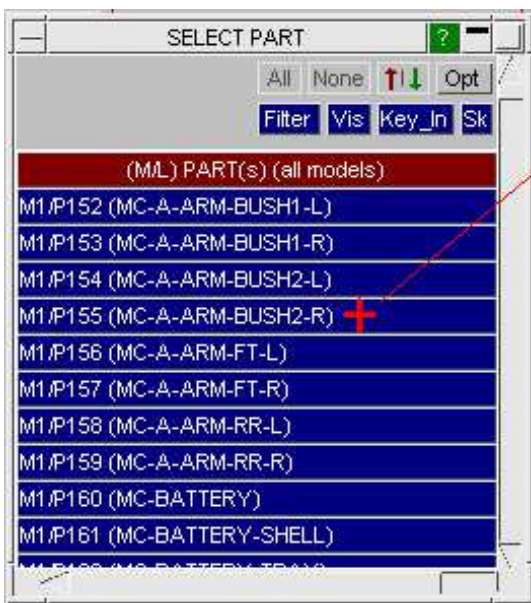 SELECT PART ?
All None Opt
Filter Vis Key_In Sk
(M/L) PART(s) (all models)
M1/P152 (MC-A-ARM-BUSH1-L)
M1/P153 (MC-A-ARM-BUSH1-R)
M1/P154 (MC-A-ARM-BUSH2-L)
M1/P155 (MC-A-ARM-BUSH2-R)
M1/P156 (MC-A-ARM-FT-L)
M1/P157 (MC-A-ARM-FT-R)
M1/P158 (MC-A-ARM-RR-L)
M1/P159 (MC-A-ARM-RR-R)
M1/P160 (MC-BATTERY)
M1/P161 (MC-BATTERY-SHELL)